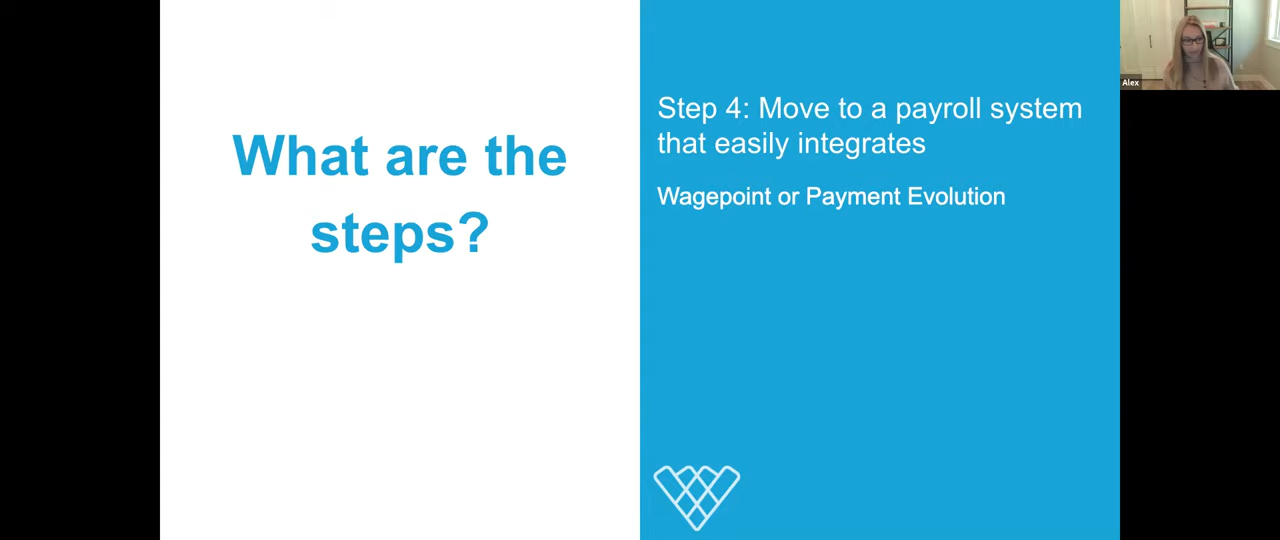 What are the
steps?
Step 4: Move to a payroll system
that easily integrates
Wagepoint or Payment Evolution
Alex